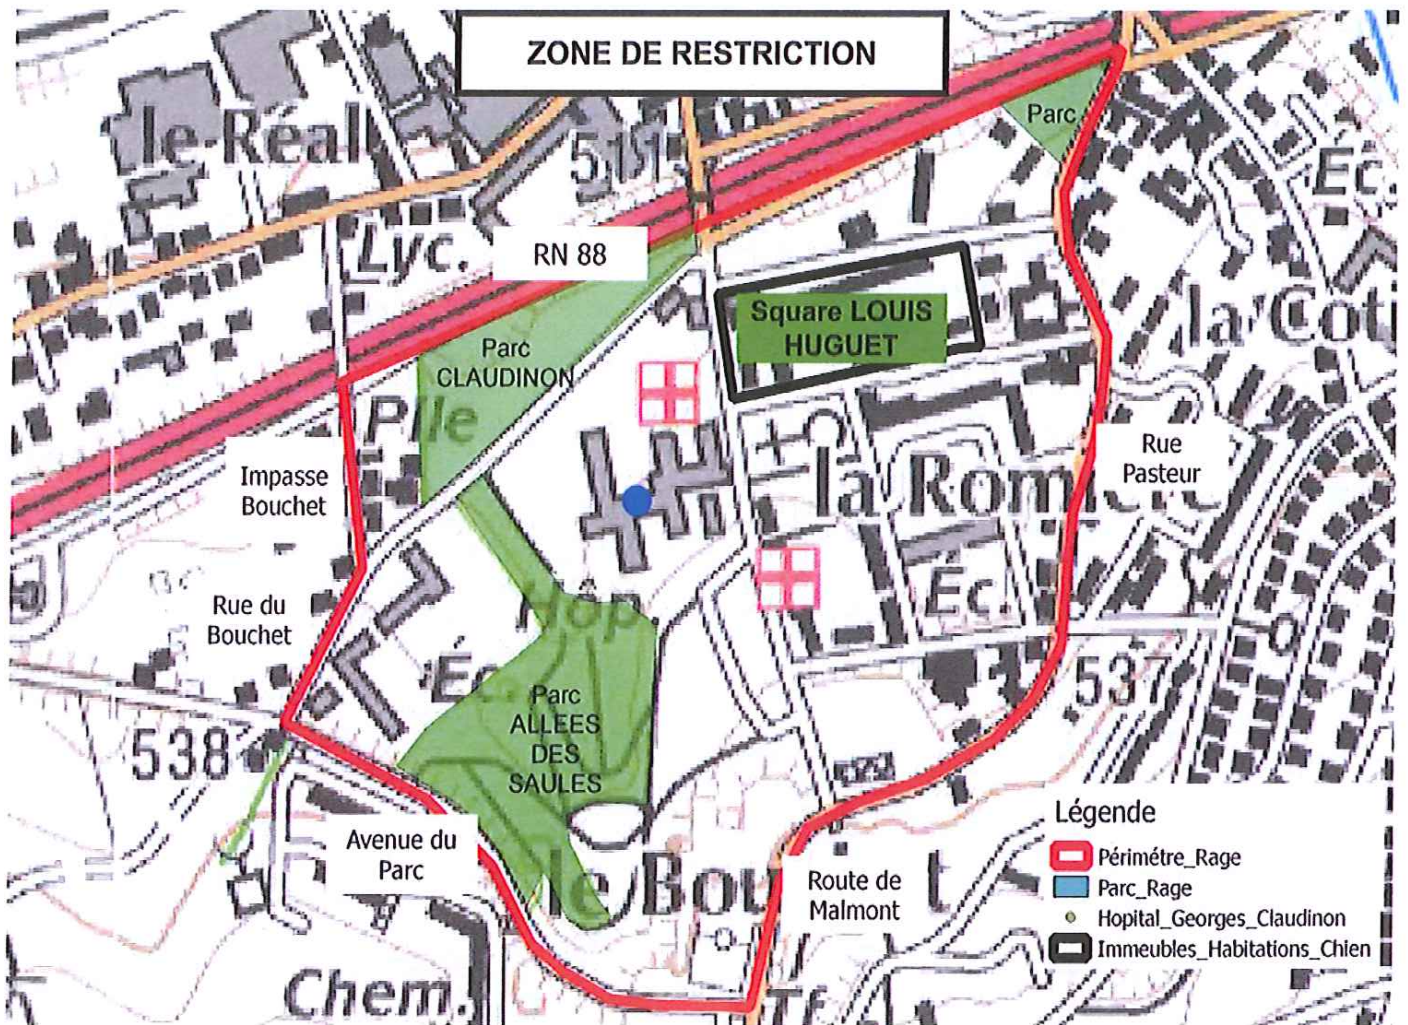 ZONE DE RESTRICTION
le Réal
511
Parc
Éc.
Lyc.
RN 88
Square LOUIS
HUGUET
la Cot
Parc
CLAUDINON
Pile
Impasse
Bouchet
la Rom
Rue
Pasteur
Rue du
Bouchet
Hop
Éc.
Éc.
Parc
ALLEES
DES
SAULES
537
538
Avenue du
Parc
le Bou
t
Route de
Malmont
Chem.
Légende
Périmétre_Rage
Parc_Rage
Hopital_Georges_Claudinon
Immeubles_Habitations_Chien